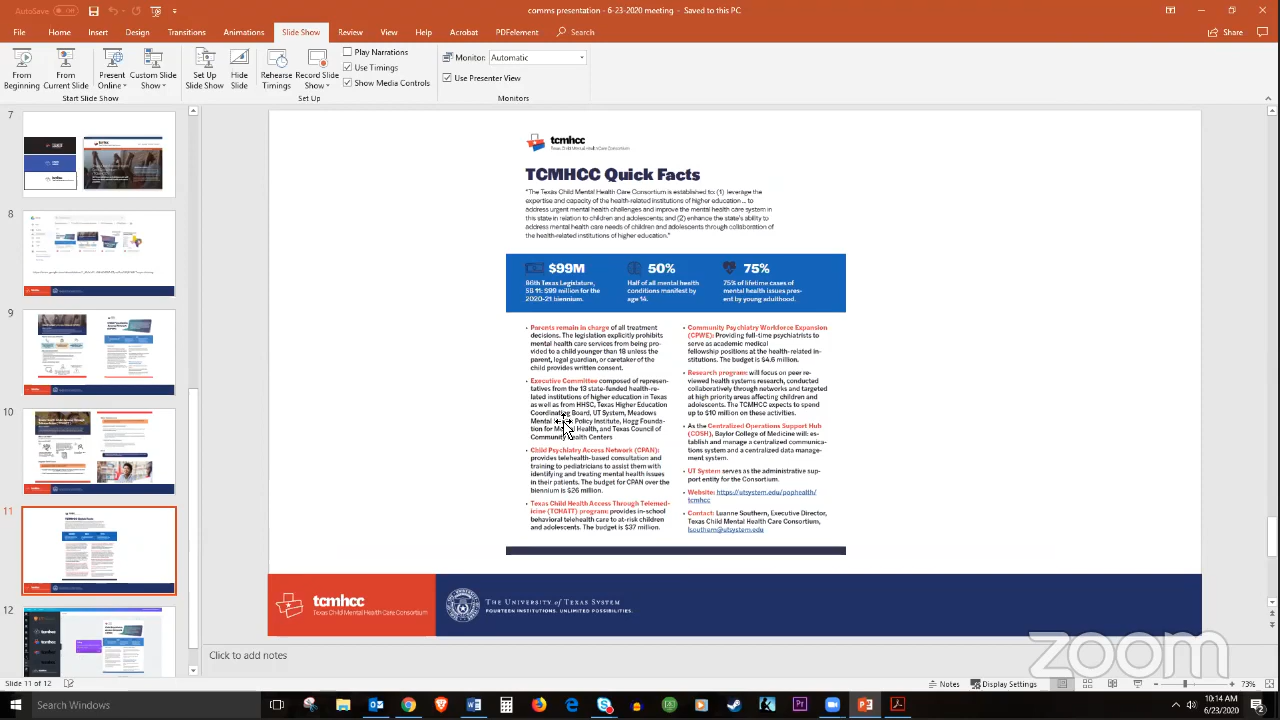 AutoSave
Off
comms presentation - 6-23-2020 meeting - Saved to this PC
File
Home
Insert
Design
Transitions
Animations
Slide Show
Review
View
Help
Acrobat
PDFelement
Search
Share
From
Beginning
From
Current Slide
Present
Online
Custom Slide
Show
Start Slide Show
Set Up
Slide Show
Hide
Slide
Rehearse
Timings
Record Slide
Show
Play Narrations
Use Timings
Show Media Controls
Set Up
Monitor:
Automatic
Use Presenter View
Monitors
7
8
10
11
12
tcmhcc
Texas Child Mental Health Care Consortium
TCMHCC Quick Facts
"The Texas Child Mental Health Care Consortium is established to: (1) leverage the
expertise and capacity of the health-related institutions of higher education... to
address urgent mental health challenges and improve the mental health care system in
this state in relation to children and adolescents; and (2) enhance the state's ability to
address mental health care needs of children and adolescents through collaboration of
the health-related institutions of higher education."
$99M
86th Texas Legislature,
SB 11: $99 million for the
2020-21 biennium.
50%
Half of all mental health
conditions manifest by
age 14.
75%
75% of lifetime cases of
mental health issues pres-
ent by young adulthood.
• Parents remain in charge of all treatment
decisions. The legislation explicitly prohibits
mental health care services from being pro-
vided to a child younger than 18 unless the
parent, legal guardian, or caretaker of the
child provides written consent.
• Executive Committee composed of represen-
tatives from the 13 state-funded health-re-
lated institutions of higher education in Texas
as well as from HHSC, Texas Higher Education
Coordinating Board, UT System, Meadows
Mental Policy Institute, Hogg Founda-
tion for Mental Health, and Texas Council of
Community Health Centers
• Child Psychiatry Access Network (CPAN):
provides telehealth-based consultation and
training to pediatricians to assist them with
identifying and treating mental health issues
in their patients. The budget for CPAN over the
biennium is $26 million.
• Texas Child Health Access Through Telemed-
icine (TCHATT) program: provides in-school
behavioral telehealth care to at-risk children
and adolescents. The budget is $37 million.
• Community Psychiatry Workforce Expansion
(CPWE): Providing full-time psychiatrists to
serve as academic medical
fellowship positions at the health-related in-
stitutions. The budget is $4.6 million.
• Research program: will focus on peer re-
viewed health systems research, conducted
collaboratively through networks and targeted
at high priority areas affecting children and
adolescents. The TCMHCC expects to spend
up to $10 million on these activities.
• As the Centralized Operations Support Hub
(COSH), Baylor College of Medicine will: es-
tablish and manage a centralized communica-
tions system and a centralized data manage-
ment system.
• UT System serves as the administrative sup-
port entity for the Consortium.
• Website: https://utsystem.edu/pophealth/
tcmhcc
• Contact: Luanne Southern, Executive Director,
Texas Child Mental Health Care Consortium,
lsouthern@utsystem.edu
tcmhcc
Texas Child Mental Health Care Consortium
THE UNIVERSITY of TEXAS SYSTEM
FOURTEEN INSTITUTIONS. UNLIMITED POSSIBILITIES.
Click to add notes
zoom
Slide 11 of 12
Notes
Display Settings
73%
Search Windows
10:14 AM
6/23/2020
2